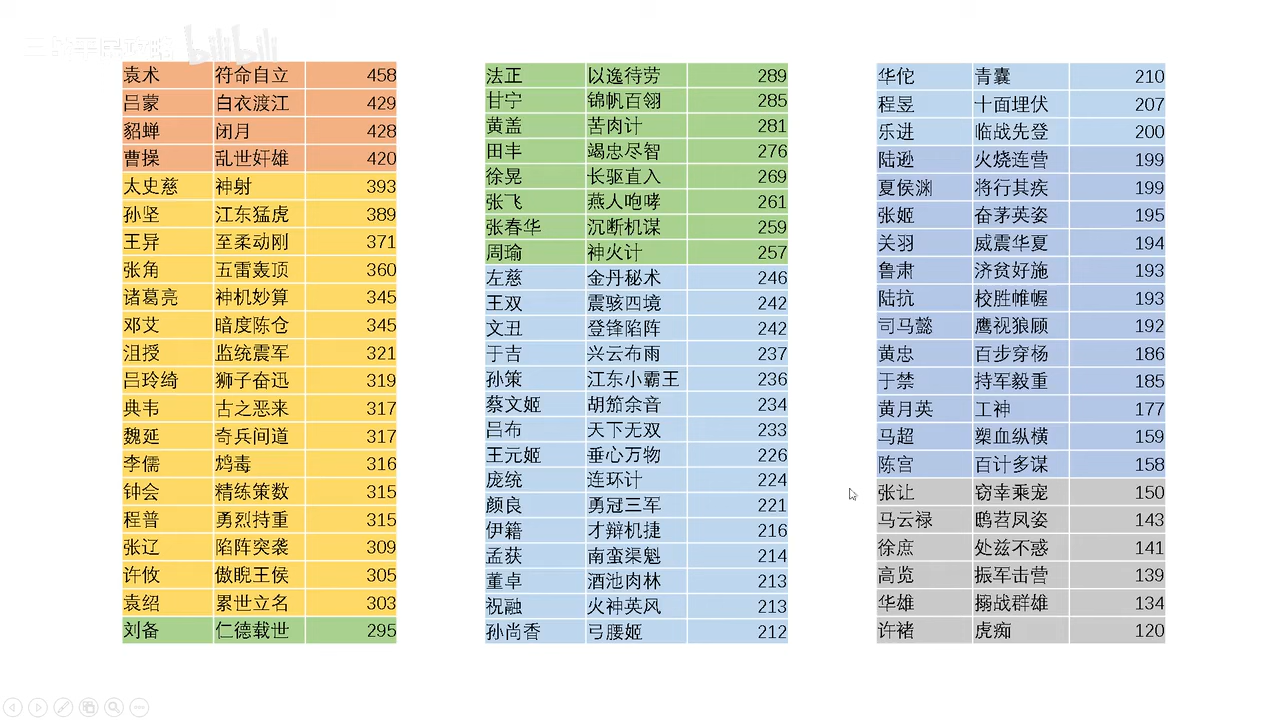 bilibili
袁术 符命自立 458
吕蒙 白衣渡江 429
貂蝉 闭月 428
曹操 乱世奸雄 420
太史慈 神射 393
孙坚 江东猛虎 389
王异 至柔动刚 371
张角 五雷轰顶 360
诸葛亮 神机妙算 345
邓艾 暗度陈仓 345
沮授 监统震军 321
吕玲绮 狮子奋迅 319
典韦 古之恶来 317
魏延 奇兵间道 317
李儒 鸩毒 316
钟会 精练策数 315
程普 勇烈持重 315
张辽 陷阵突袭 309
许攸 傲睨王侯 305
袁绍 累世立名 303
刘备 仁德载世 295
法正 以逸待劳 289
甘宁 锦帆百翎 285
黄盖 苦肉计 281
田丰 竭忠尽智 276
徐晃 长驱直入 269
张飞 燕人咆哮 261
张春华 沉断机谋 259
周瑜 神火计 257
左慈 金丹秘术 246
王双 震骇四境 242
文丑 登锋陷阵 242
于吉 兴云布雨 237
孙策 江东小霸王 236
蔡文姬 胡笳余音 234
吕布 天下无双 233
王元姬 垂心万物 226
庞统 连环计 224
颜良 勇冠三军 221
伊籍 才辩机捷 216
孟获 南蛮渠魁 214
董卓 酒池肉林 213
祝融 火神英风 213
孙尚香 弓腰姬 212
华佗 青囊 210
程昱 十面埋伏 207
乐进 临战先登 200
陆逊 火烧连营 199
夏侯渊 将行其疾 199
张姬 奋茅英姿 195
关羽 威震华夏 194
鲁肃 济贫好施 193
陆抗 校胜帷幄 193
司马懿 鹰视狼顾 192
黄忠 百步穿杨 186
于禁 持军毅重 185
黄月英 工神 177
马超 槊血纵横 159
陈宫 百计多谋 158
张让 窃幸乘宠 150
马云禄 鸥苕凤姿 143
徐庶 处兹不惑 141
高览 振军击营 139
华雄 搦战群雄 134
许褚 虎痴 120